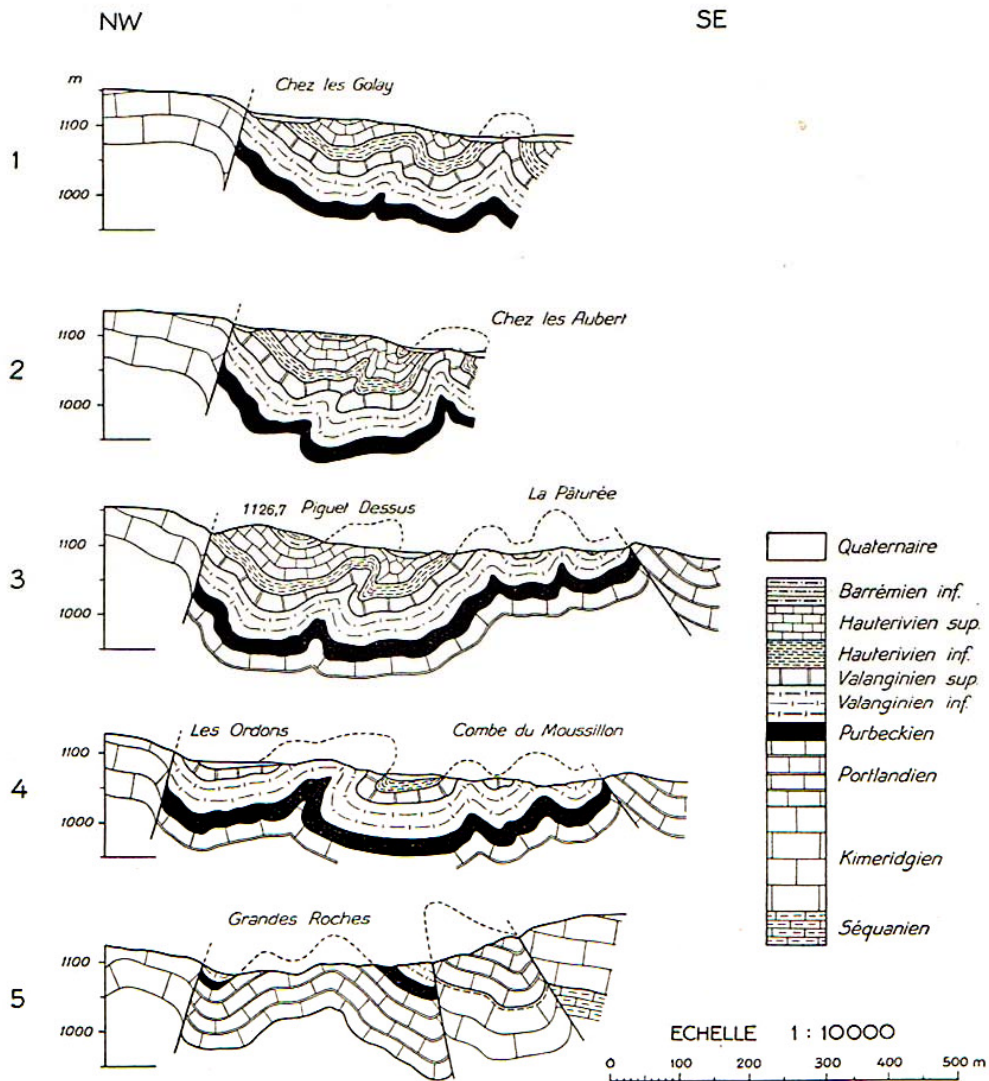 NW SE
m
Chez les Golay
1100
1
1000
Chez les Aubert
1100
2
1000
1126,7 Piguet Dessus
La Pâturée
1100
3
1000
Les Ordons
Combe du Moussillon
1100
4
1000
Grandes Roches
1100
5
1000
Quaternaire
Barrémien inf.
Hauterivien sup.
Hauterivien inf.
Valanginien sup.
Valanginien inf.
Purbeckien
Portlandien
Kimeridgien
Séquanien
ECHELLE 1:10000
0 100 200 300 400 500 m